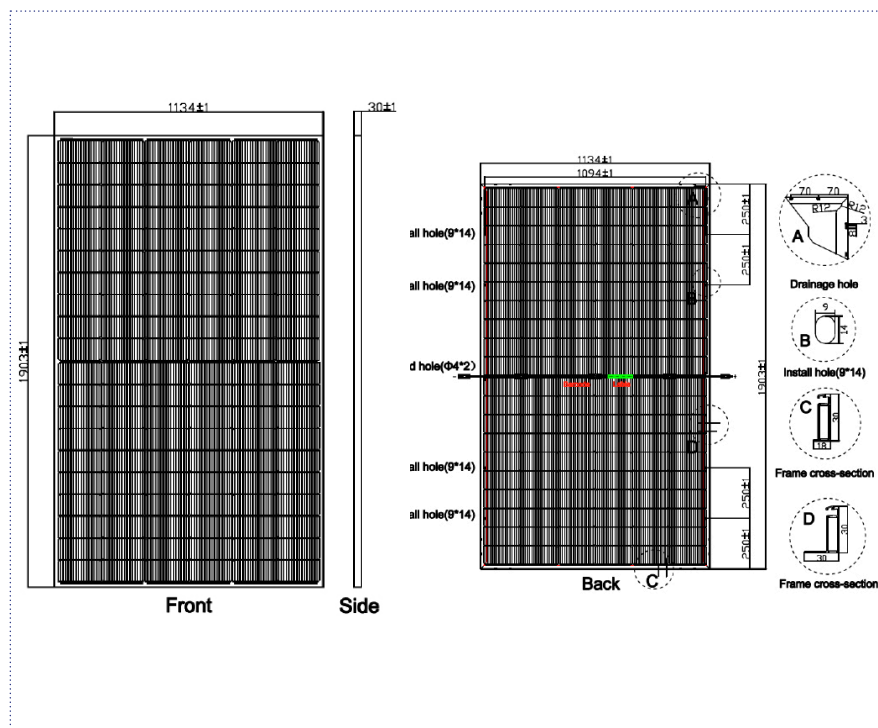 1134±1
30±1
1903±1
Front
Side
1134±1
1094±1
all hole(9*14)
all hole(9*14)
d hole(Φ4*2)
all hole(9*14)
all hole(9*14)
250±1
250±1
1903±1
250±1
250±1
A
B
D
C
Back
70 70
R12
R15
3
8
A
Drainage hole
9
14
B
Install hole(9*14)
C
30
18
Frame cross-section
D
30
30
Frame cross-section